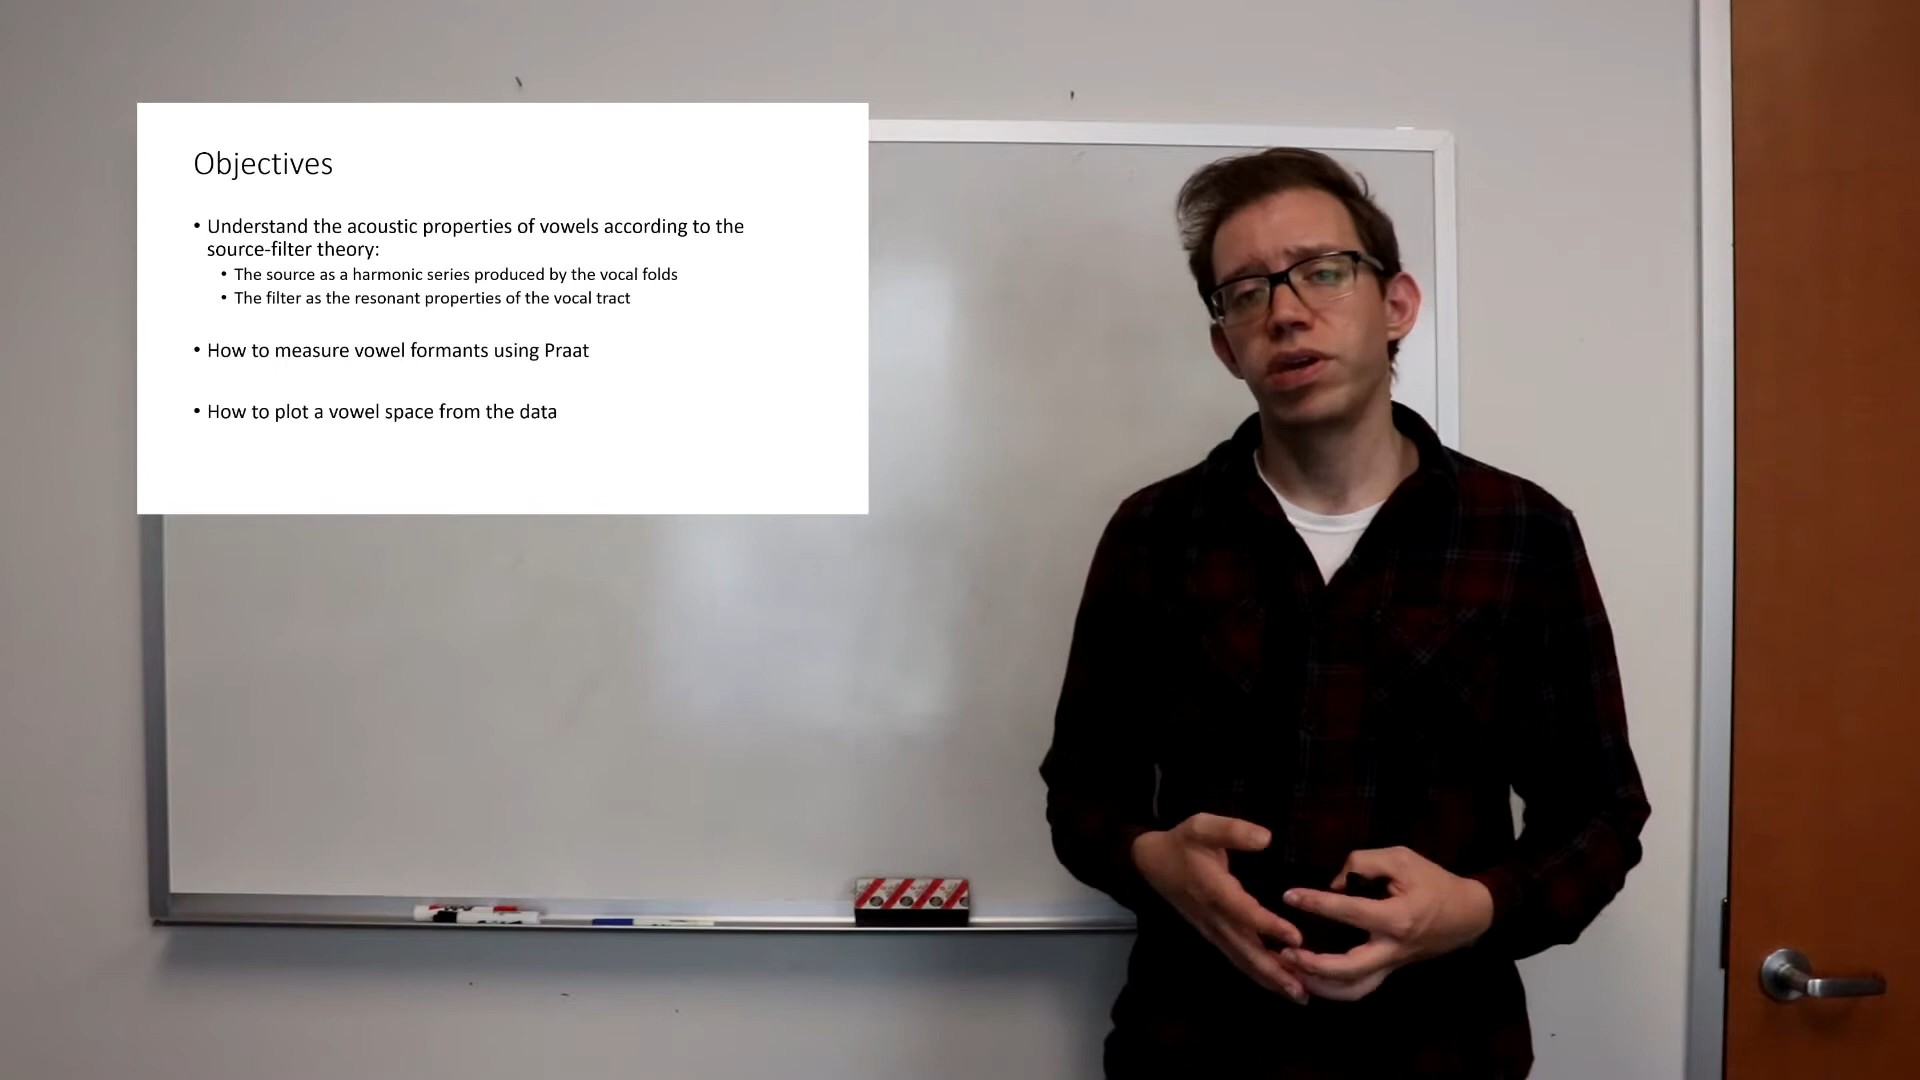 Objectives
• Understand the acoustic properties of vowels according to the
source-filter theory:
• The source as a harmonic series produced by the vocal folds
• The filter as the resonant properties of the vocal tract
• How to measure vowel formants using Praat
• How to plot a vowel space from the data